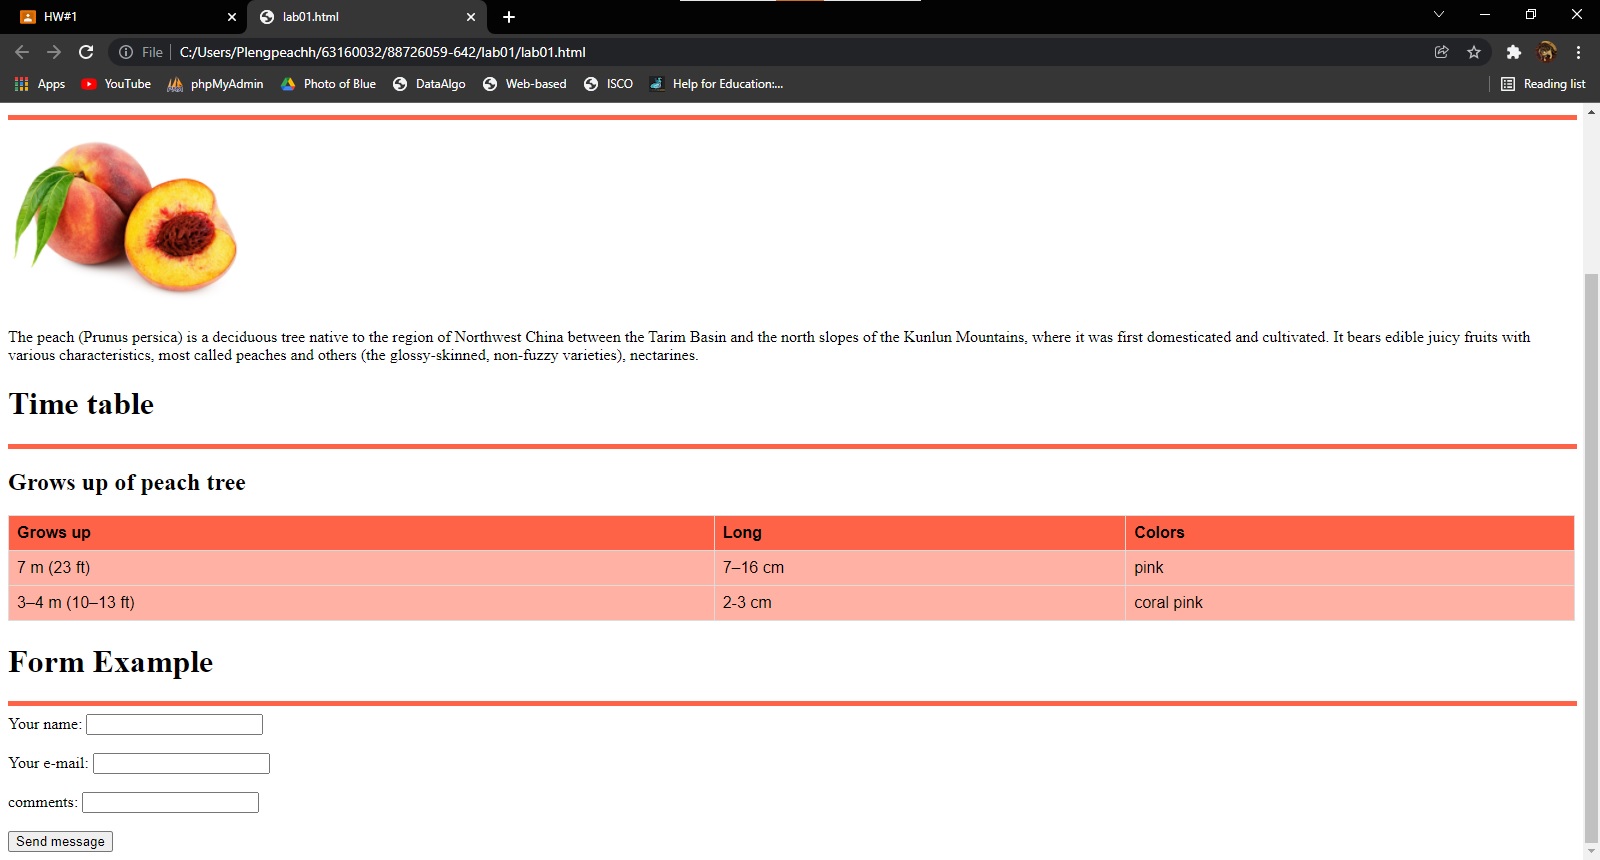 HW#1
lab01.html
File
C:/Users/Plengpeachh/63160032/88726059-642/lab01/lab01.html
Apps
YouTube
phpMyAdmin
Photo of Blue
DataAlgo
Web-based
ISCO
Help for Education:...
Reading list
The peach (Prunus persica) is a deciduous tree native to the region of Northwest China between the Tarim Basin and the north slopes of the Kunlun Mountains, where it was first domesticated and cultivated. It bears edible juicy fruits with
various characteristics, most called peaches and others (the glossy-skinned, non-fuzzy varieties), nectarines.
Time table
Grows up of peach tree
Grows up Long Colors
7 m (23 ft) 7–16 cm pink
3–4 m (10–13 ft) 2-3 cm coral pink
Form Example
Your name:
Your e-mail:
comments:
Send message